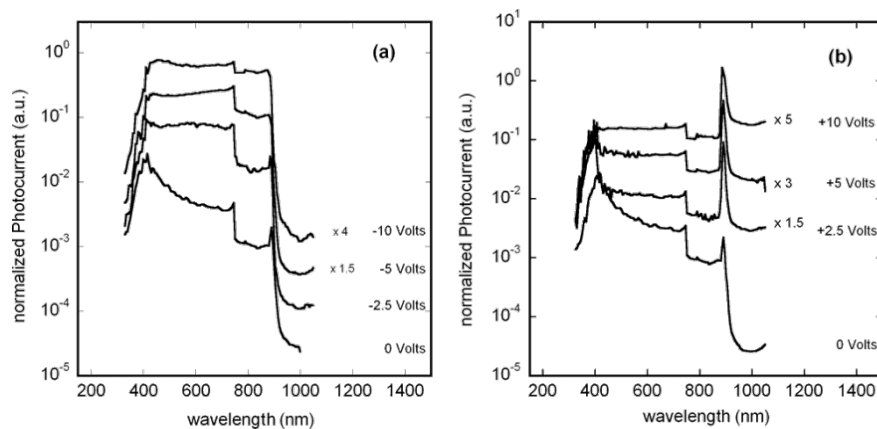 (a)
normalized Photocurrent (a.u.)
10^0
10^-1
10^-2
10^-3
10^-4
10^-5
x 4 -10 Volts
x 1.5 -5 Volts
-2.5 Volts
0 Volts
200 400 600 800 1000 1200 1400
wavelength (nm)
(b)
normalized Photocurrent (a.u.)
10^1
10^0
10^-1
10^-2
10^-3
10^-4
10^-5
x 5 +10 Volts
x 3 +5 Volts
x 1.5 +2.5 Volts
0 Volts
200 400 600 800 1000 1200 1400
wavelength (nm)